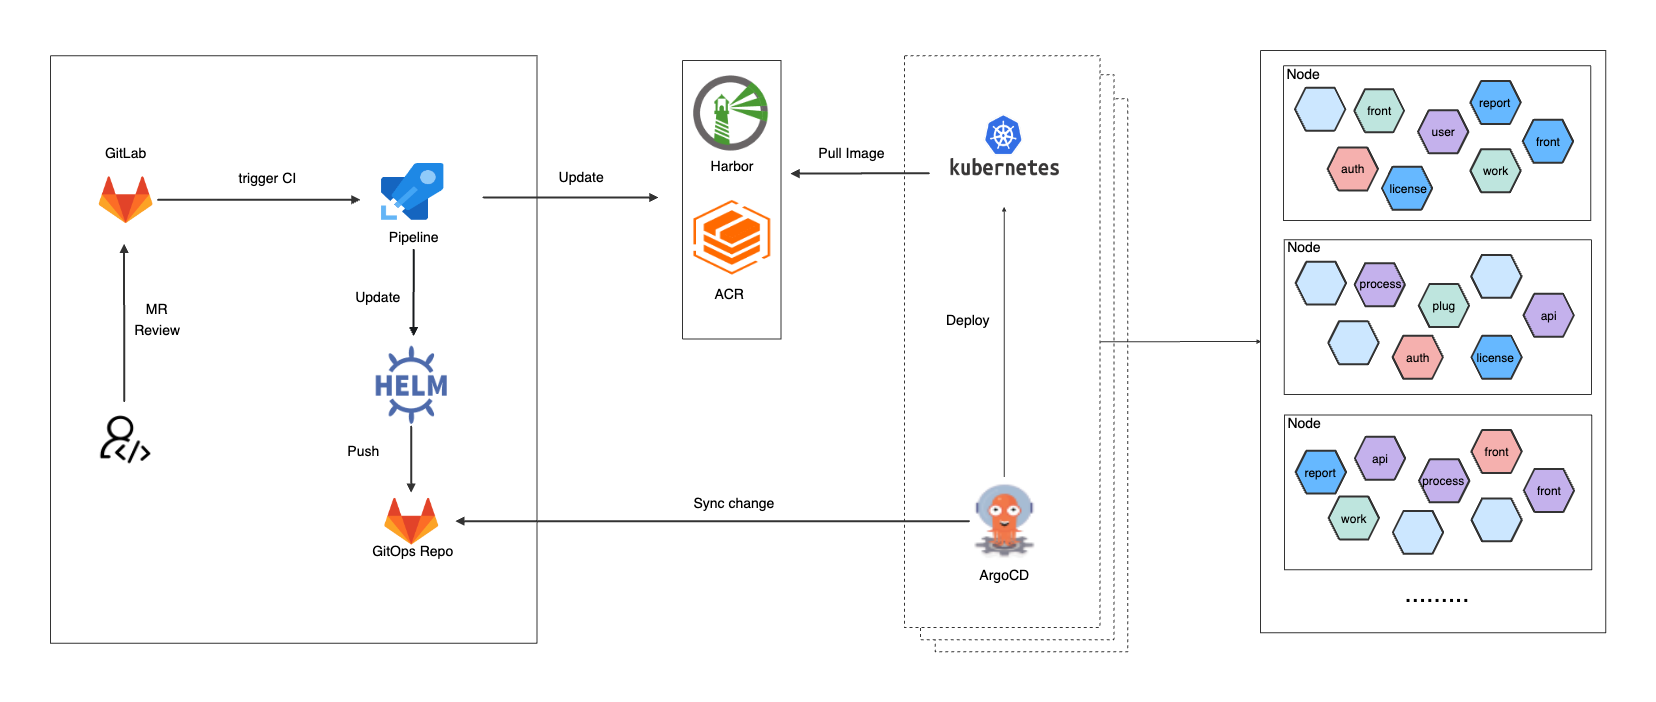 GitLab
trigger CI
Pipeline
Update
MR
Review
Update
HELM
Push
GitOps Repo
Harbor
ACR
Pull Image
kubernetes
Deploy
Sync change
ArgoCD
Node
front
report
user
front
auth
license
work
Node
process
plug
api
auth
license
Node
report
api
process
front
front
work
.........